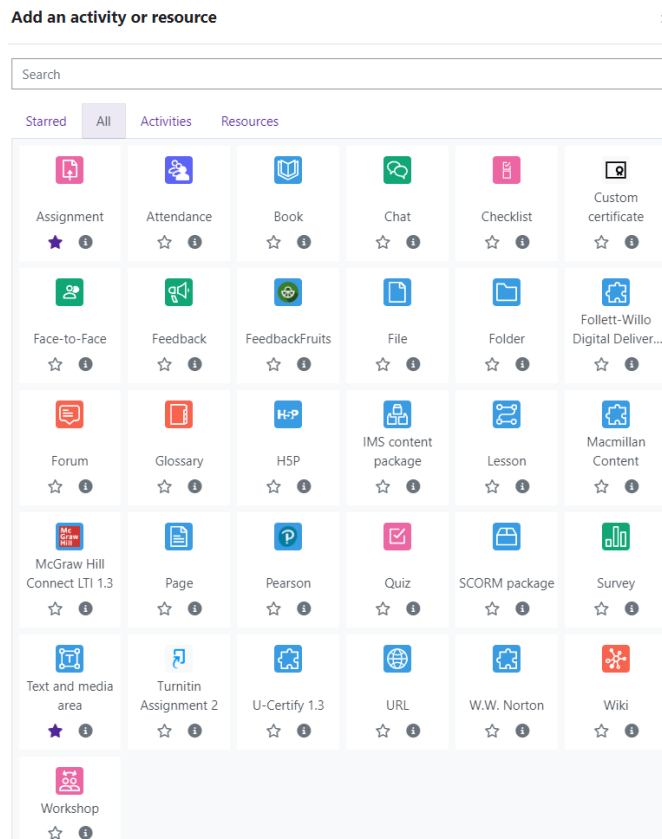 Add an activity or resource
Search
Starred All Activities Resources
Assignment Attendance Book Chat Checklist Custom certificate
Face-to-Face Feedback FeedbackFruits File Folder Follett-Willo Digital Deliver...
Forum Glossary H5P IMS content package Lesson Macmillan Content
Mc Graw Hill
McGraw Hill Connect LTI 1.3 Page Pearson Quiz SCORM package Survey
Text and media area Turnitin Assignment 2 U-Certify 1.3 URL W.W. Norton Wiki
Workshop